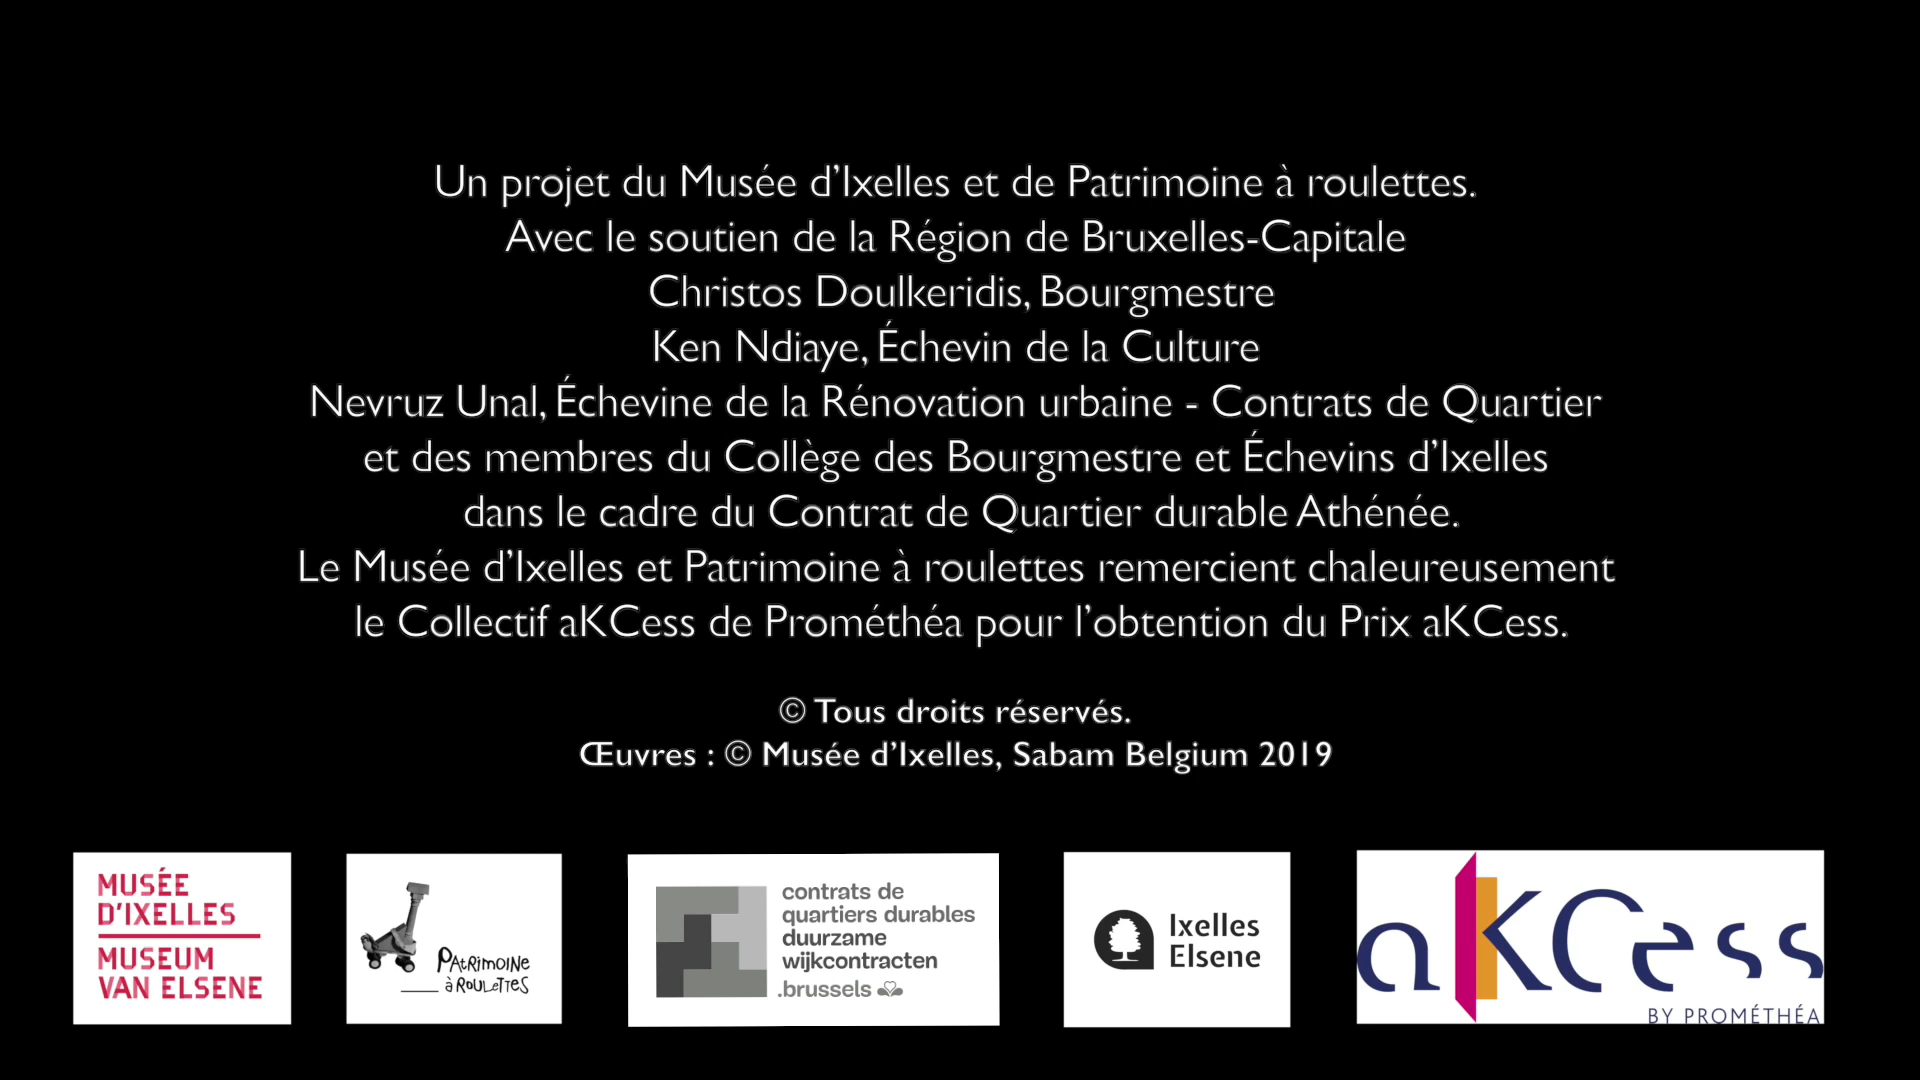 Un projet du Musée d’Ixelles et de Patrimoine à roulettes.
Avec le soutien de la Région de Bruxelles-Capitale
Christos Doulkeridis, Bourgmestre
Ken Ndiaye, Échevin de la Culture
Nevruz Unal, Échevine de la Rénovation urbaine - Contrats de Quartier
et des membres du Collège des Bourgmestre et Échevins d’Ixelles
dans le cadre du Contrat de Quartier durable Athénée.
Le Musée d’Ixelles et Patrimoine à roulettes remercient chaleureusement
le Collectif aKCess de Prométhéa pour l’obtention du Prix aKCess.
© Tous droits réservés.
Œuvres : © Musée d’Ixelles, Sabam Belgium 2019
MUSÉE
D’IXELLES
MUSEUM
VAN ELSENE
PAtRimoINe
à RouLeTTeS
contrats de
quartiers durables
duurzame
wijkcontracten
.brussels
Ixelles
Elsene
aKCess
BY PROMÉTHÉA